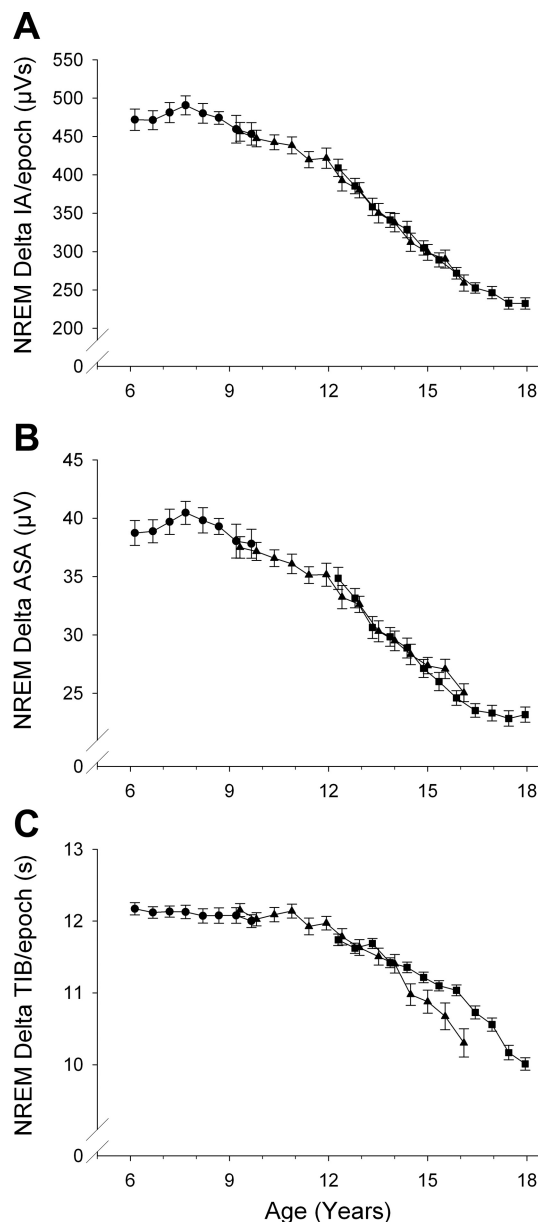 A
NREM Delta IA/epoch (µVs)
550
500
450
400
350
300
250
200
0
6 9 12 15 18
B
NREM Delta ASA (µV)
45
40
35
30
25
0
6 9 12 15 18
C
NREM Delta TIB/epoch (s)
13
12
11
10
0
6 9 12 15 18
Age (Years)